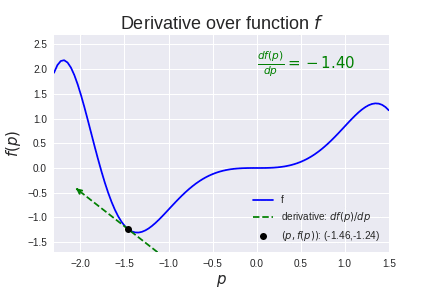 Derivative over function f
df(p)/dp = −1.40
f(p)
2.5
2.0
1.5
1.0
0.5
0.0
−0.5
−1.0
−1.5
f
derivative: df(p)/dp
(p, f(p)): (-1.46,-1.24)
−2.0 −1.5 −1.0 −0.5 0.0 0.5 1.0 1.5
p